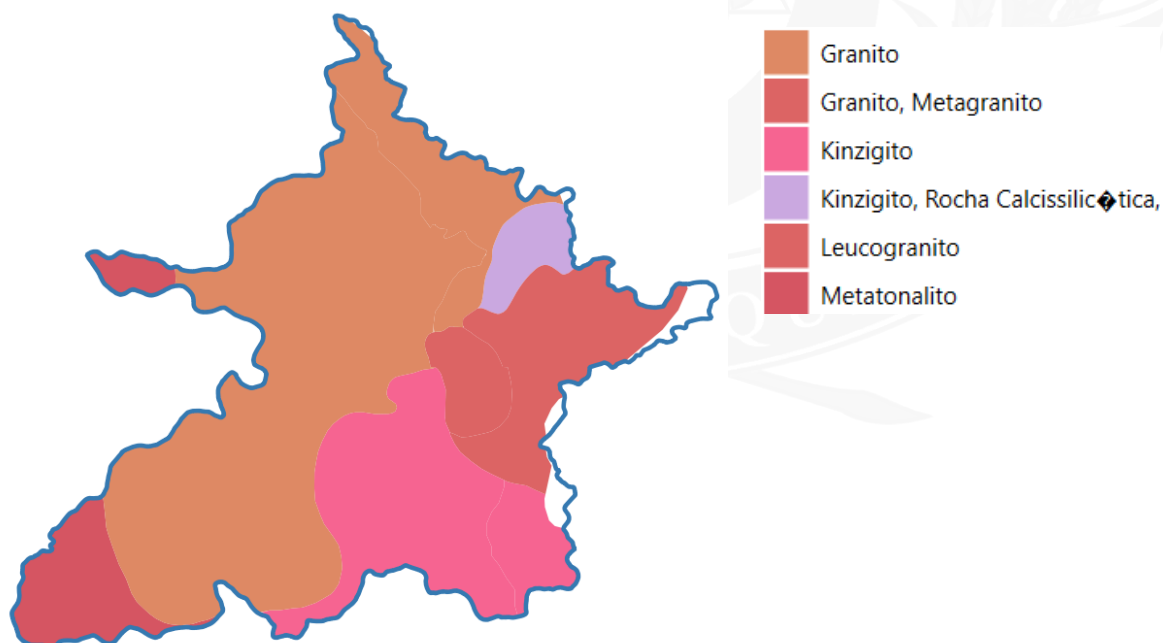 Granito
Granito, Metagranito
Kinzigito
Kinzigito, Rocha Calcissilic�tica,
Leucogranito
Metatonalito